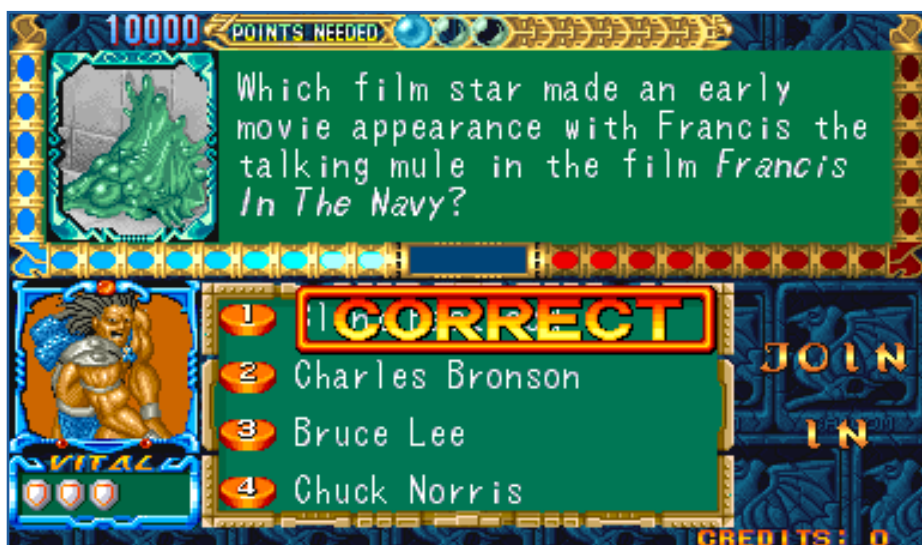 10000 POINTS NEEDED
Which film star made an early
movie appearance with Francis the
talking mule in the film Francis
In The Navy?
1
CORRECT
2 Charles Bronson
3 Bruce Lee
4 Chuck Norris
JOIN
IN
VITAL
CREDITS: 0